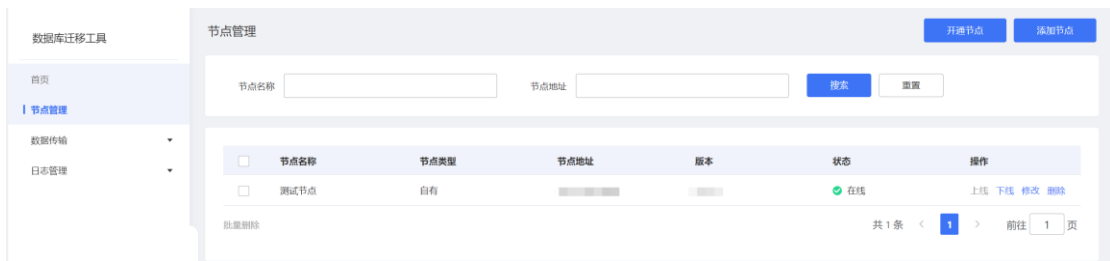 数据库迁移工具
首页
节点管理
数据传输
日志管理
节点管理 开通节点 添加节点
节点名称 节点地址 搜索 重置
节点名称 节点类型 节点地址 版本 状态 操作
测试节点 自有 在线 上线 下线 修改 删除
批量删除 共 1 条 < 1 > 前往 1 页